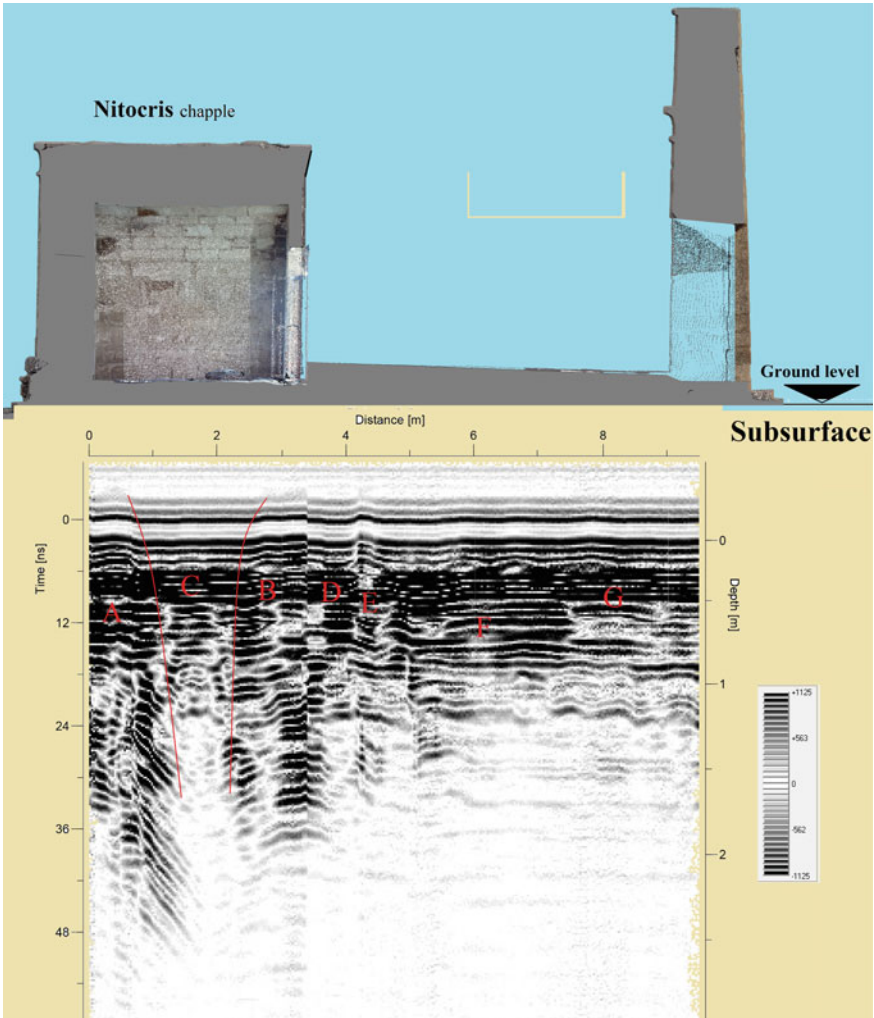 Nitocris chapple
Ground level
Subsurface
Distance [m]
0 2 4 6 8
Time [ns]
0
12
24
36
48
Depth [m]
0
1
2
A
C
B
D
E
F
G
+1125
+563
0
-562
-1125